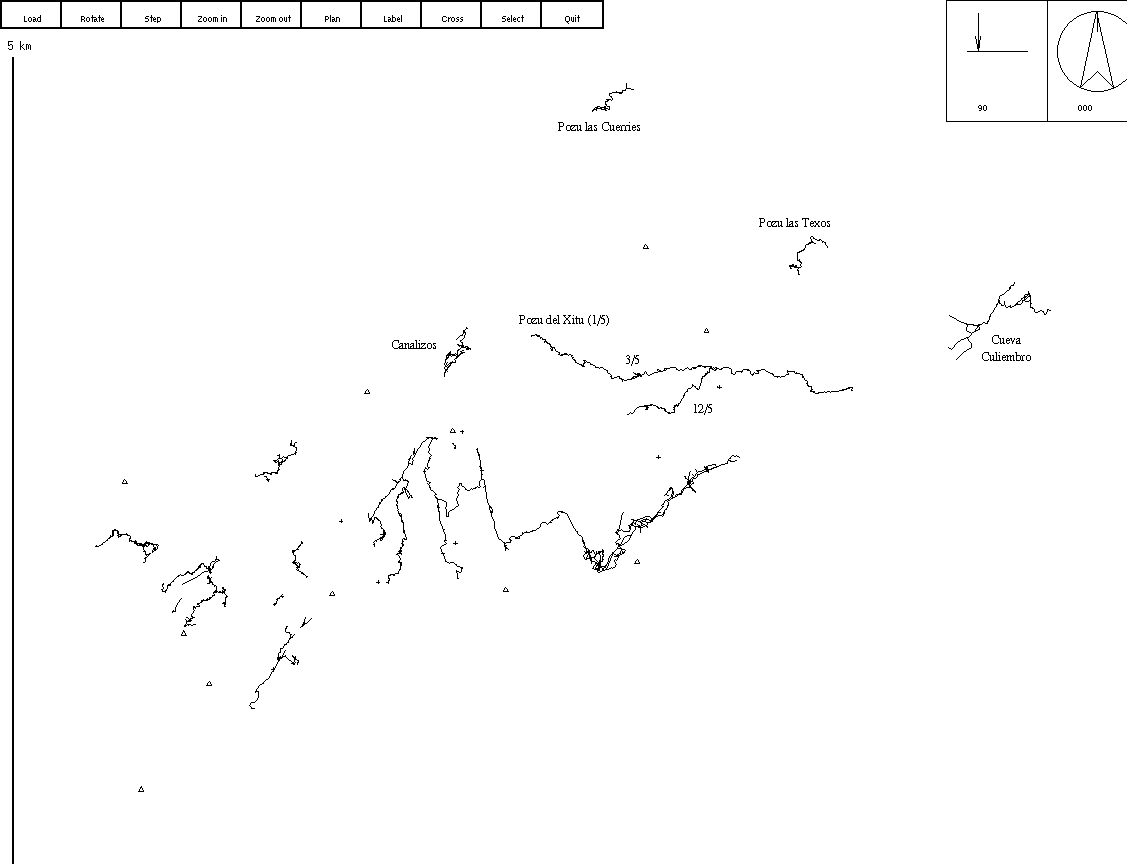 Load Rotate Step Zoom in Zoom out Plan Label Cross Select Quit
5 km
90 000
Pozu las Cuerries
Pozu las Texos
Pozu del Xitu (1/5)
Canalizos
Cueva
Culiembro
3/5
12/5